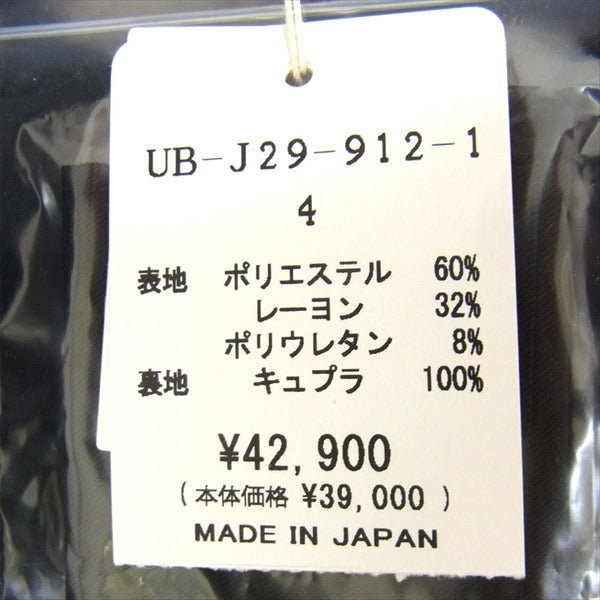 UB-J29-912-1
4
表地 ポリエステル 60%
レーヨン 32%
ポリウレタン 8%
裏地 キュプラ 100%
¥42,900
(本体価格 ¥39,000)
MADE IN JAPAN